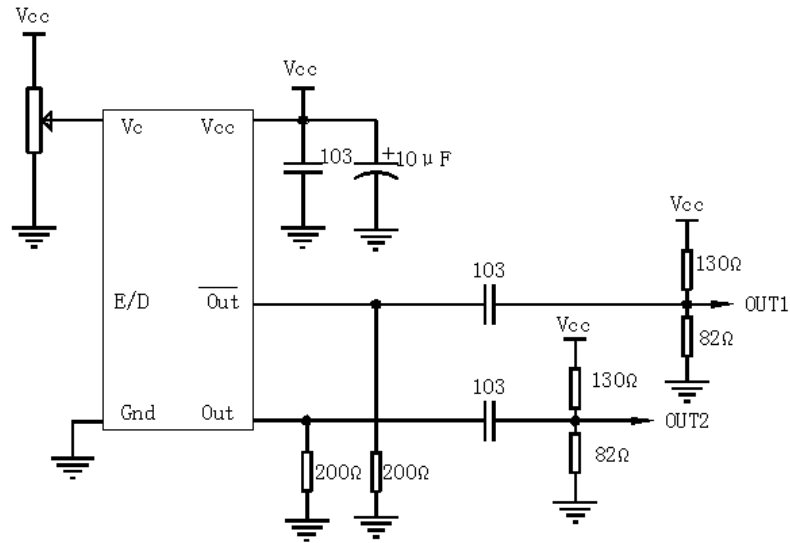 Vcc
Vcc
Vc
Vcc
103
+10μF
Vcc
130Ω
E/D
Out
103
OUT1
82Ω
Vcc
130Ω
103
Gnd
Out
OUT2
82Ω
200Ω
200Ω